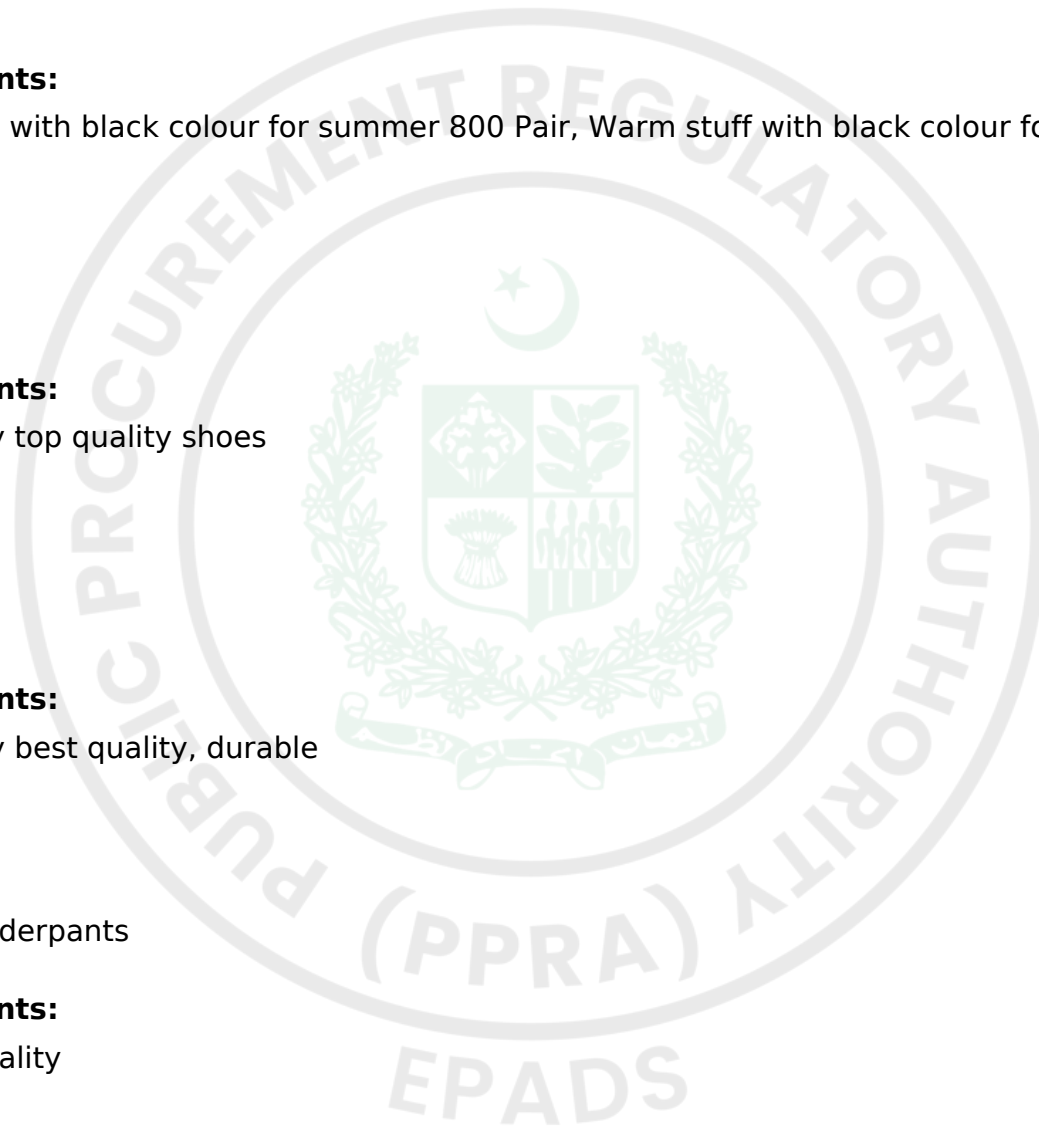 nts:
with black colour for summer 800 Pair, Warm stuff with black colour fo
nts:
y top quality shoes
nts:
y best quality, durable
derpants
nts:
ality
PUBLIC PROCUREMENT REGULATORY AUTHORITY
(PPRA)
EPADS